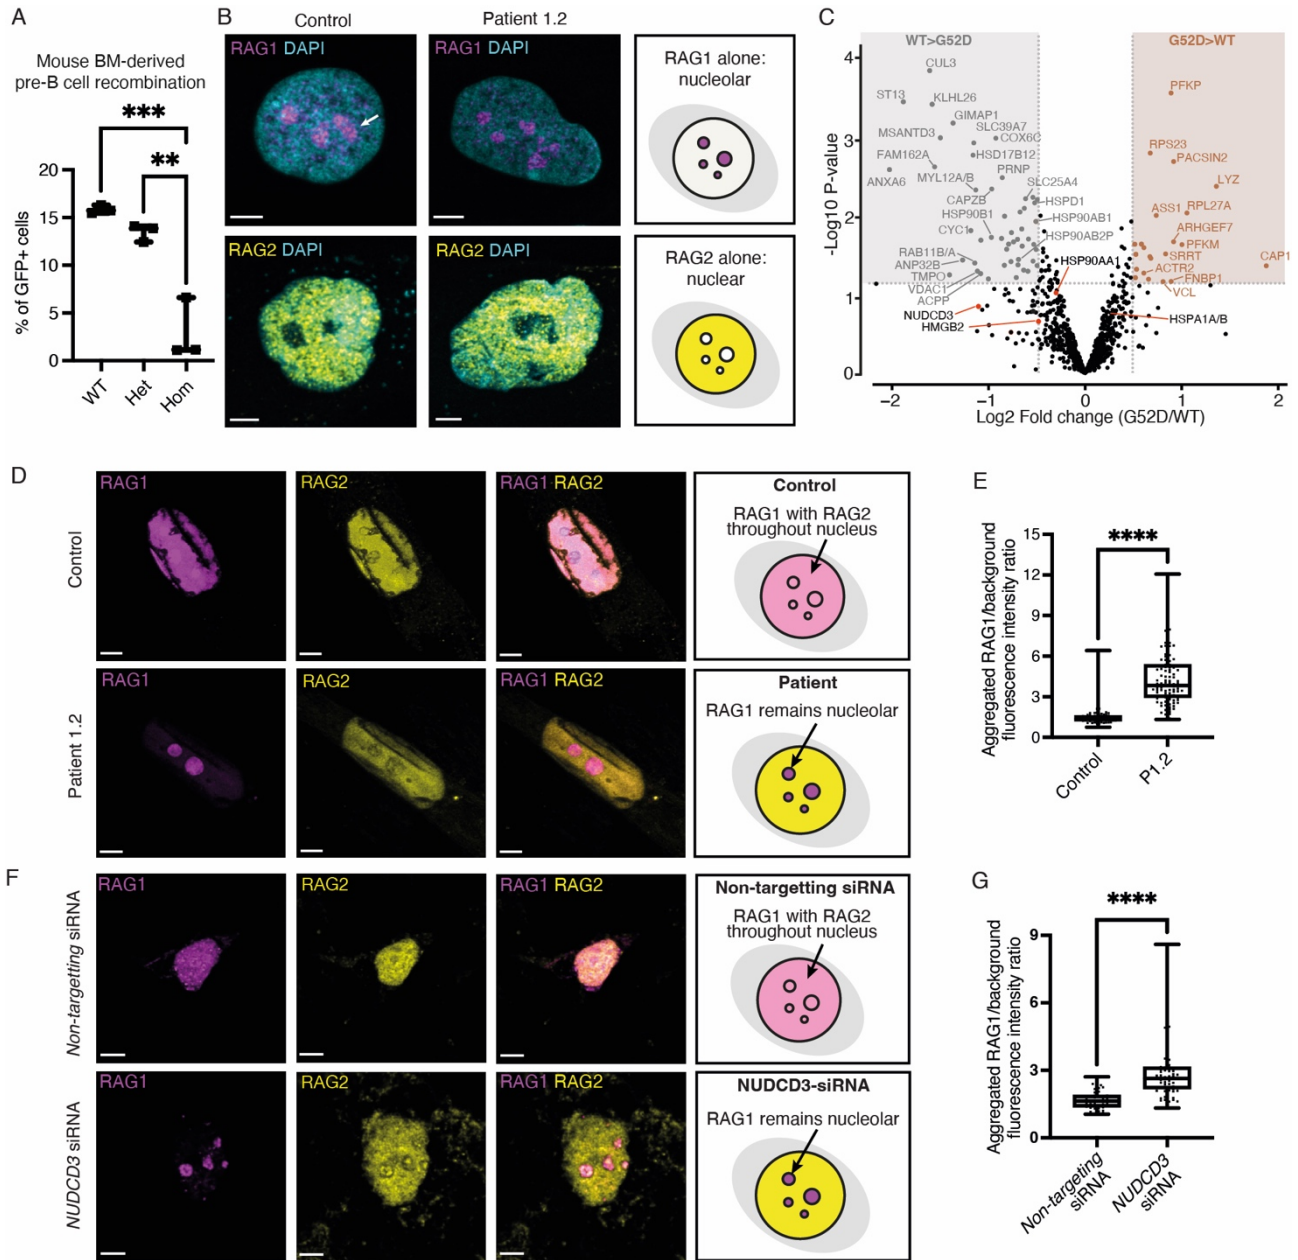 A
Mouse BM-derived
pre-B cell recombination
***
**
% of GFP+ cells
20
15
10
5
0
WT
Het
Hom
B
Control
Patient 1.2
RAG1 DAPI
RAG1 DAPI
RAG1 alone:
nucleolar
RAG2
RAG2
RAG2 alone:
nuclear
C
WT>G52D
G52D>WT
-Log10 P-value
4
3
2
1
0
CUL3
ST13
KLHL26
GIMAP1
SLC39A7
MSANTD3
COX6C
FAM162A
HSD17B12
ANXA6
MYL12A/B
PRNP
CAPZB
SLC25A4
HSPD1
HSP90B1
HSP90AB1
CYC1
HSP90AB2P
RAB11B/A
HSP90AA1
ANP32B
TMPO
VDAC1
ACPP
NUDCD3
HMGB2
HSPA1A/B
PFKP
RPS23
PACSIN2
LYZ
ASS1
RPL27A
ARHGEF7
PFKM
SRRT
CAP1
ACTR2
FNBP1
VCL
−2
−1
0
1
2
Log2 Fold change (G52D/WT)
D
Control
RAG1
RAG2
RAG1 RAG2
Control
RAG1 with RAG2
throughout nucleus
Patient 1.2
RAG1
RAG2
RAG1 RAG2
Patient
RAG1 remains nucleolar
E
****
Aggregated RAG1/background
fluorescence intensity ratio
15
12
9
6
3
0
Control
P1.2
F
Non-targetting siRNA
RAG1
RAG2
RAG1 RAG2
Non-targetting siRNA
RAG1 with RAG2
throughout nucleus
NUDCD3 siRNA
RAG1
RAG2
RAG1 RAG2
NUDCD3-siRNA
RAG1 remains nucleolar
G
****
Aggregated RAG1/background
fluorescence intensity ratio
9
6
3
0
Non-targeting
siRNA
NUDCD3
siRNA